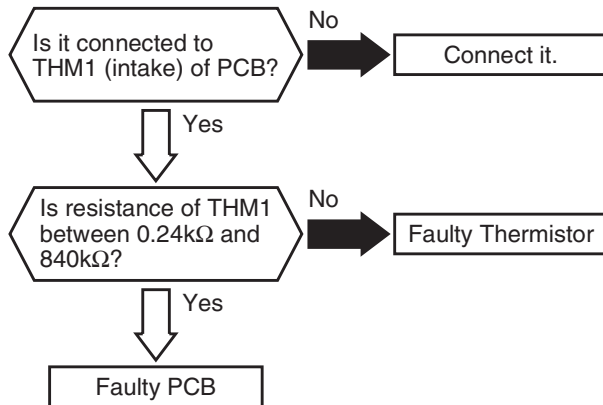 Is it connected to
THM1 (intake) of PCB?
No
Connect it.
Yes
Is resistance of THM1
between 0.24kΩ and
840kΩ?
No
Faulty Thermistor
Yes
Faulty PCB